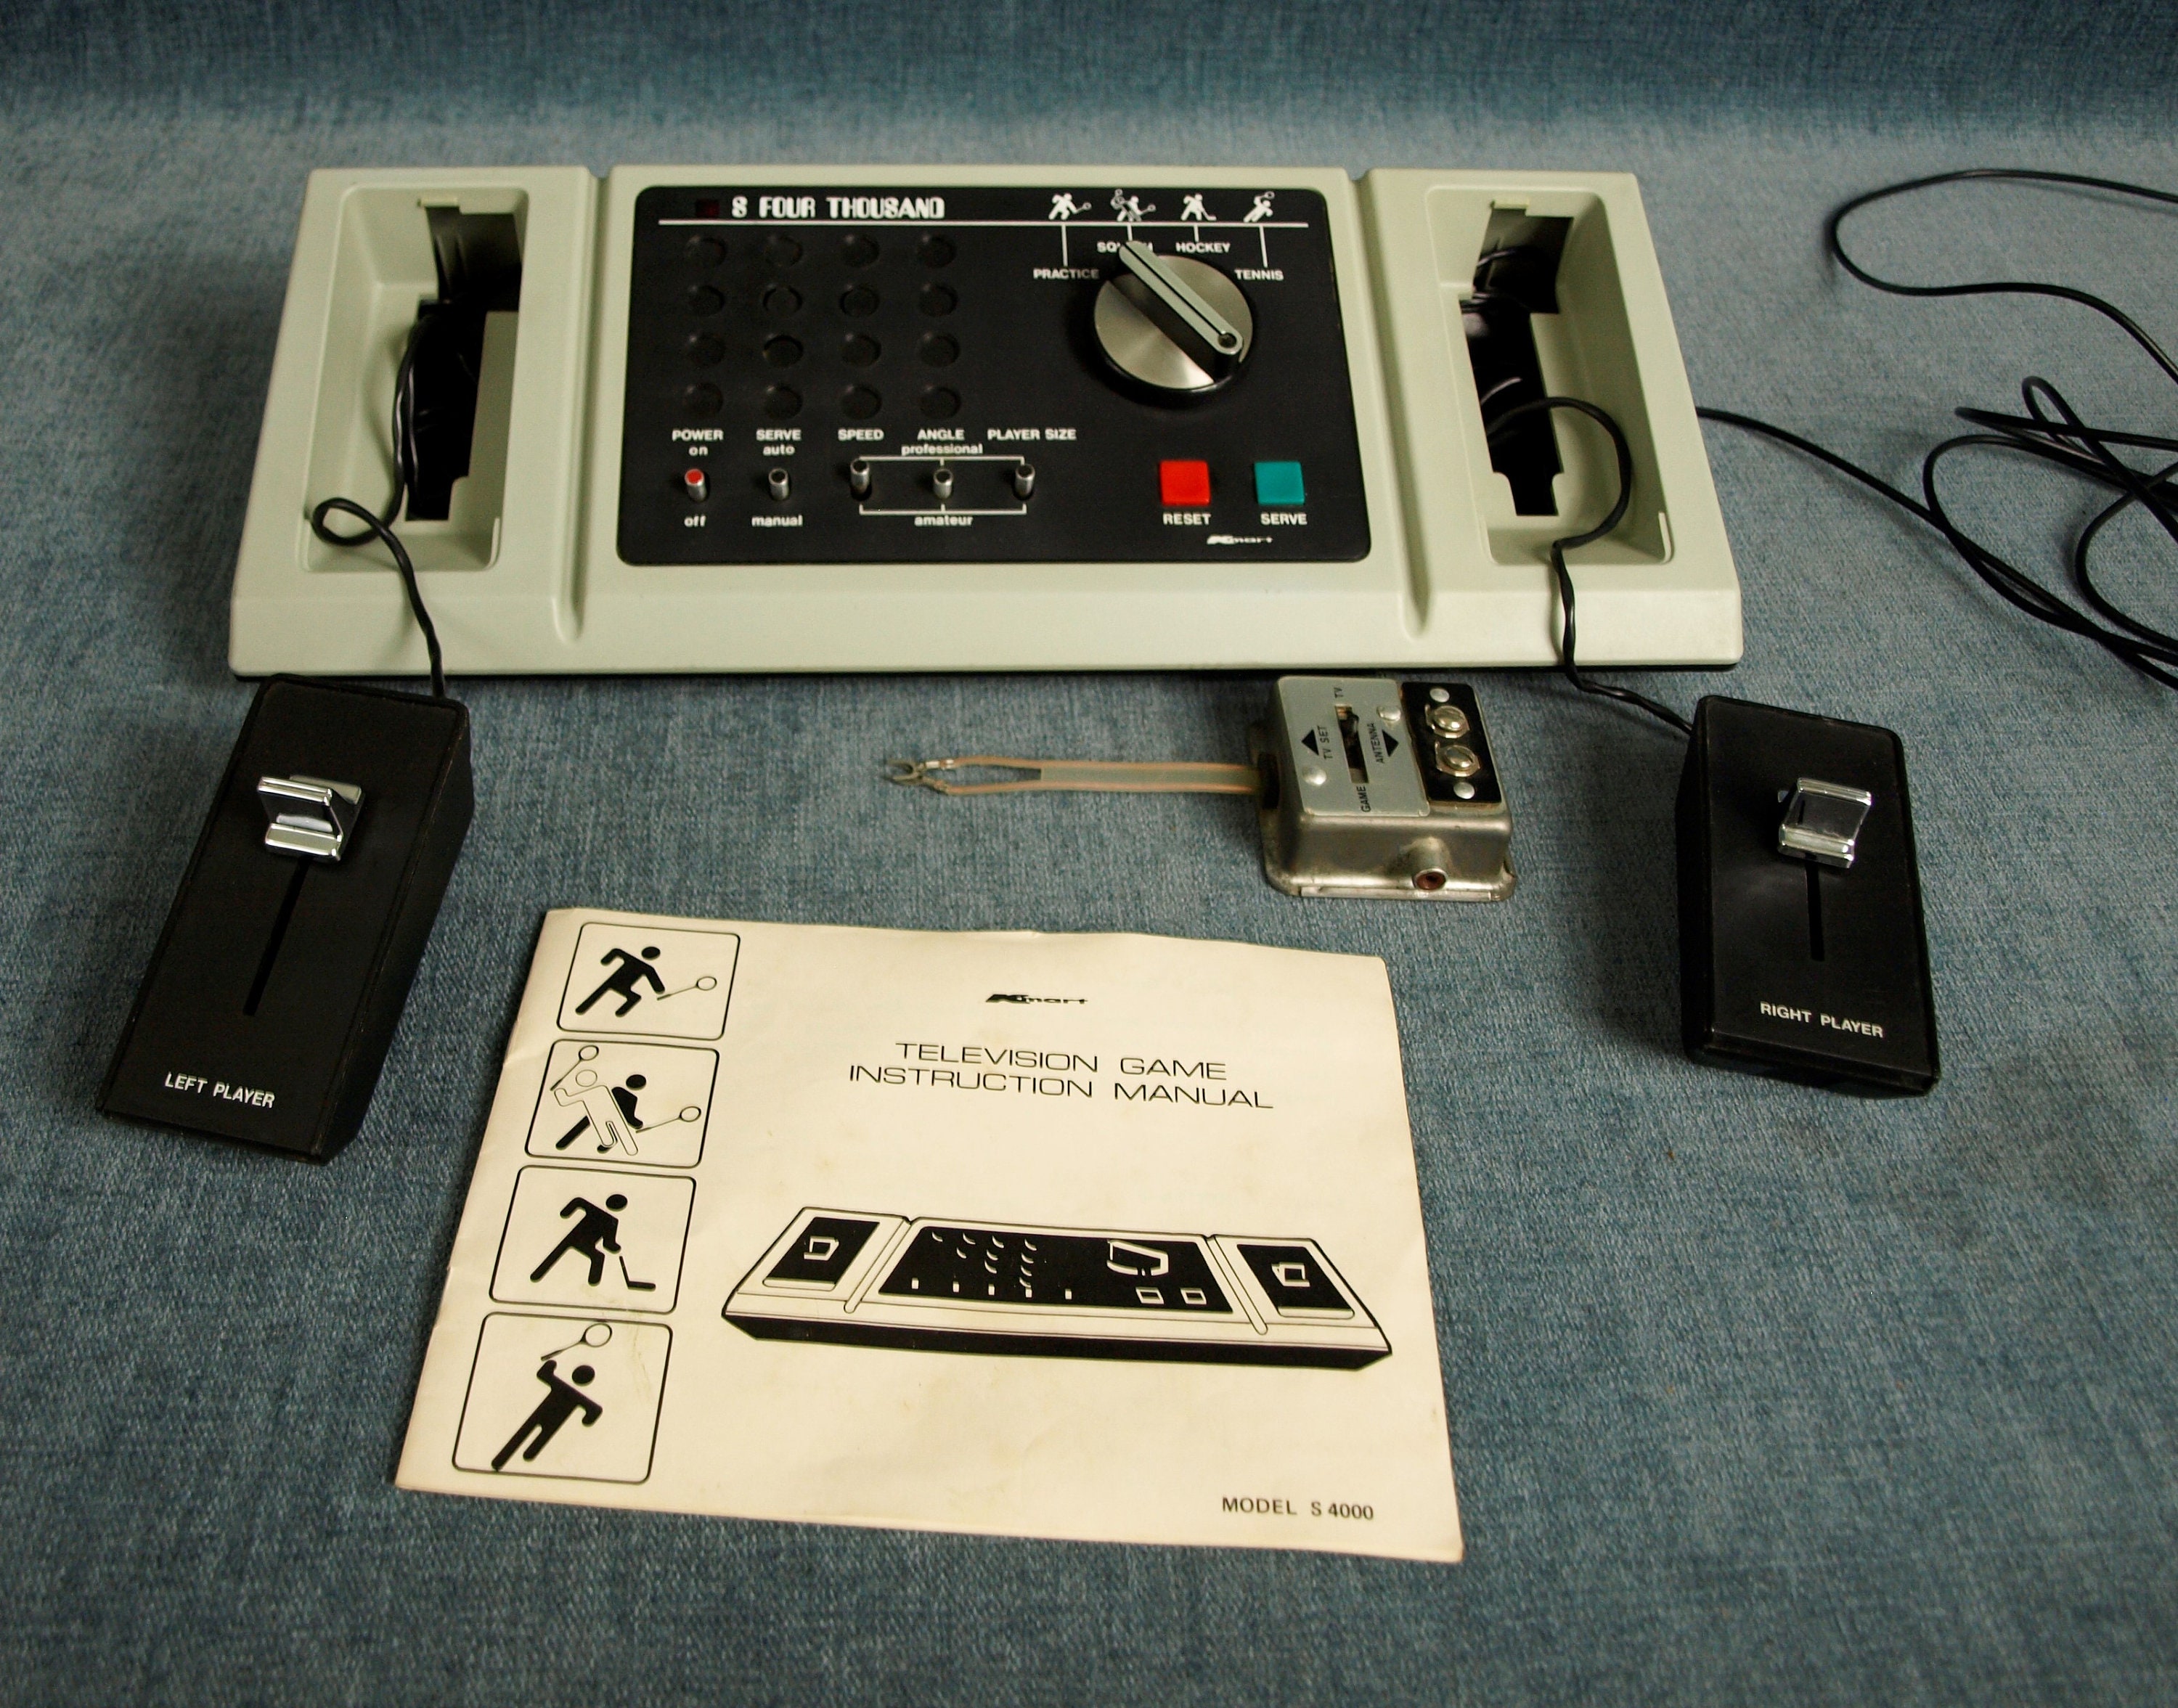 S FOUR THOUSAND
SQUASH HOCKEY
PRACTICE TENNIS
POWER SERVE SPEED ANGLE PLAYER SIZE
on auto professional
off manual amateur
RESET SERVE
Kmart
GAME TV
TV SET
ANTENNA
LEFT PLAYER
RIGHT PLAYER
Kmart
TELEVISION GAME
INSTRUCTION MANUAL
MODEL S 4000